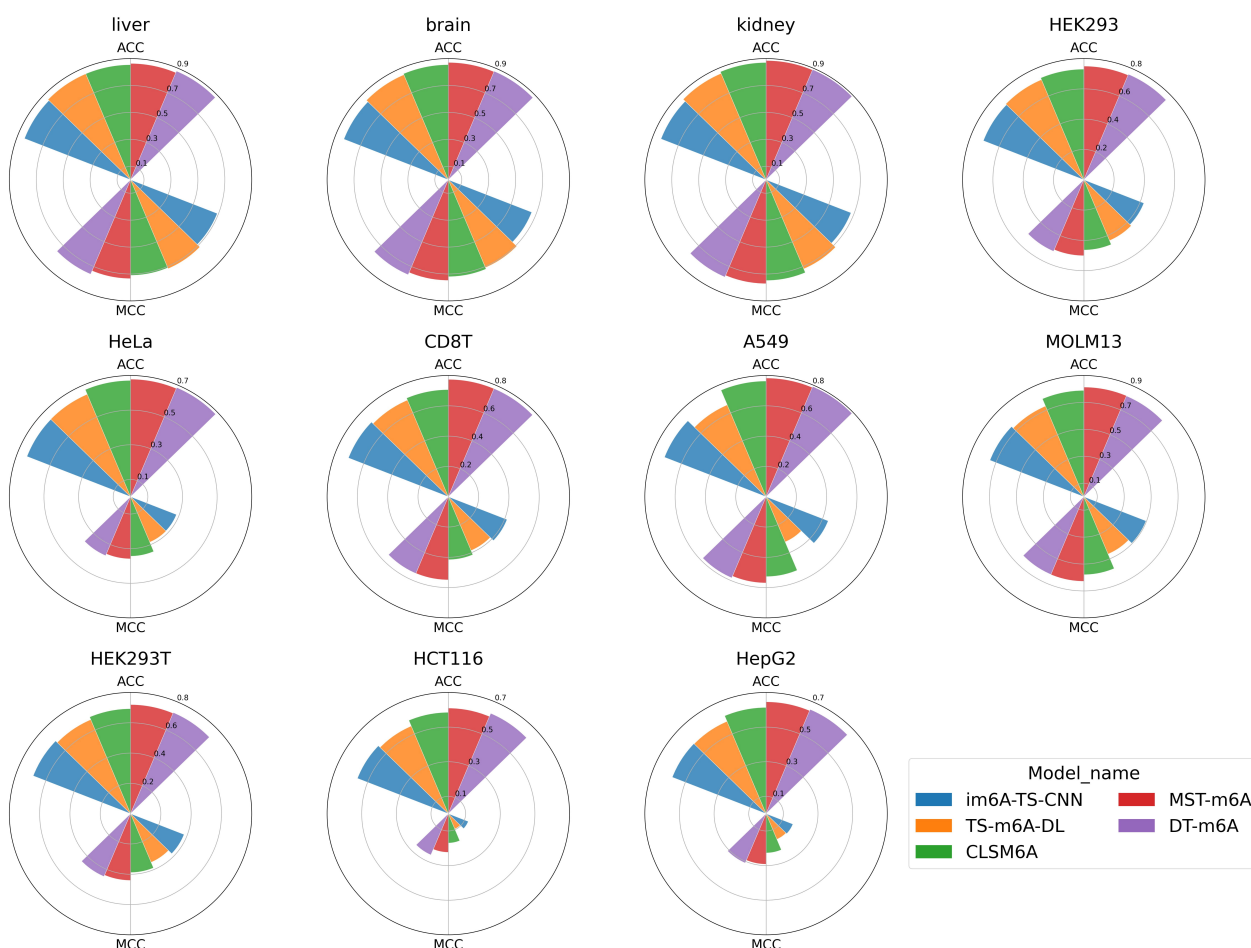 liver
ACC
0.9
0.7
0.5
0.3
0.1
MCC
brain
ACC
0.9
0.7
0.5
0.3
0.1
MCC
kidney
ACC
0.9
0.7
0.5
0.3
0.1
MCC
HEK293
ACC
0.8
0.6
0.4
0.2
MCC
HeLa
ACC
0.7
0.5
0.3
0.1
MCC
CD8T
ACC
0.8
0.6
0.4
0.2
MCC
A549
ACC
0.8
0.6
0.4
0.2
MCC
MOLM13
ACC
0.9
0.7
0.5
0.3
0.1
MCC
HEK293T
ACC
0.8
0.6
0.4
0.2
MCC
HCT116
ACC
0.7
0.5
0.3
0.1
MCC
HepG2
ACC
0.7
0.5
0.3
0.1
MCC
Model_name
im6A-TS-CNN
TS-m6A-DL
CLSM6A
MST-m6A
DT-m6A